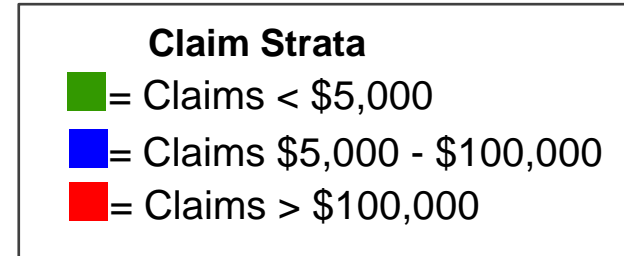 Claim Strata
= Claims < $5,000
= Claims $5,000 - $100,000
= Claims > $100,000